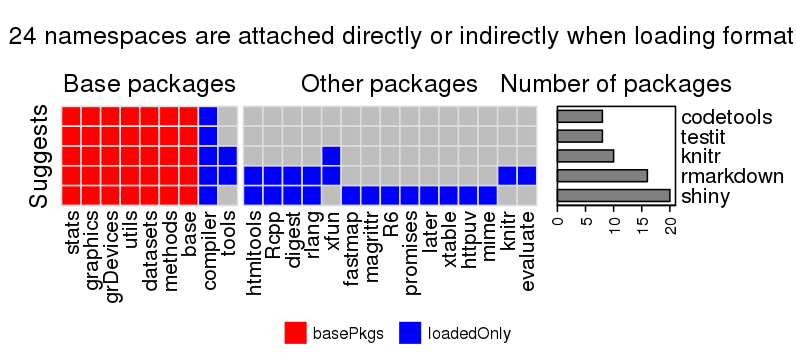 24 namespaces are attached directly or indirectly when loading format
Base packages
Other packages
Number of packages
Suggests
codetools
testit
knitr
rmarkdown
shiny
0
5
10
15
20
stats
graphics
grDevices
utils
datasets
methods
base
compiler
tools
htmltools
Rcpp
digest
rlang
xfun
fastmap
magrittr
R6
promises
later
xtable
httpuv
mime
knitr
evaluate
basePkgs
loadedOnly